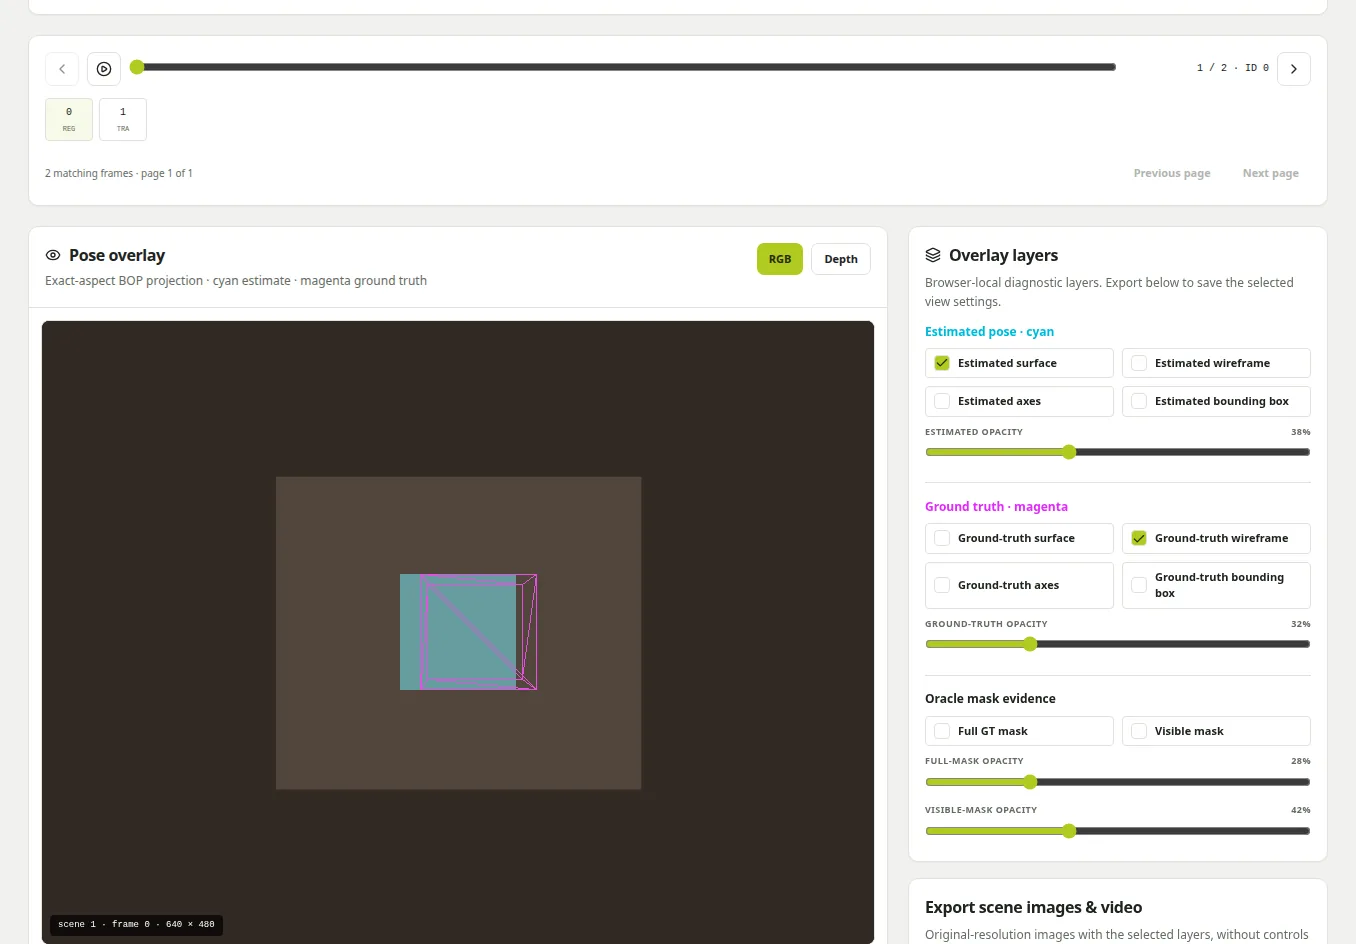 1 / 2 · ID 0
0
REG
1
TRA
2 matching frames · page 1 of 1
Previous page
Next page
Pose overlay
Exact-aspect BOP projection · cyan estimate · magenta ground truth
RGB
Depth
scene 1 · frame 0 · 640 × 480
Overlay layers
Browser-local diagnostic layers. Export below to save the selected
view settings.
Estimated pose · cyan
Estimated surface
Estimated wireframe
Estimated axes
Estimated bounding box
ESTIMATED OPACITY
38%
Ground truth · magenta
Ground-truth surface
Ground-truth wireframe
Ground-truth axes
Ground-truth bounding
box
GROUND-TRUTH OPACITY
32%
Oracle mask evidence
Full GT mask
Visible mask
FULL-MASK OPACITY
28%
VISIBLE-MASK OPACITY
42%
Export scene images & video
Original-resolution images with the selected layers, without controls